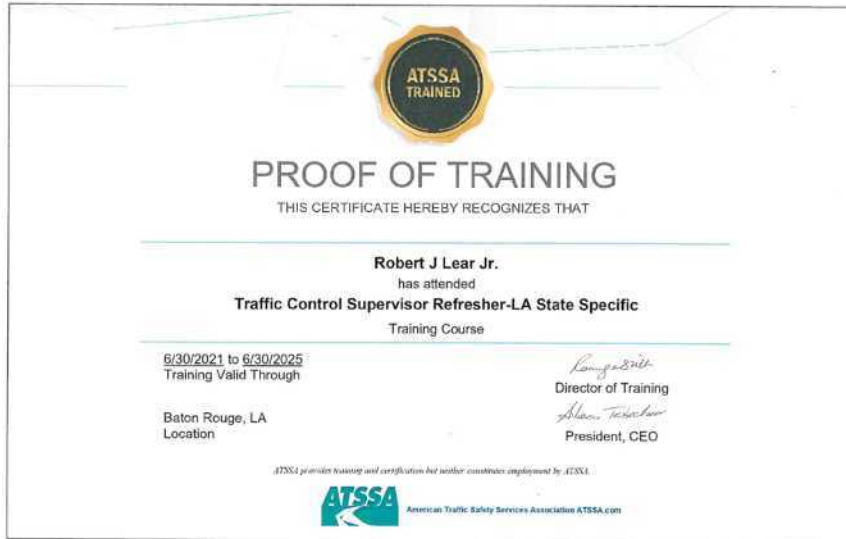 ATSSA
TRAINED
PROOF OF TRAINING
THIS CERTIFICATE HEREBY RECOGNIZES THAT
Robert J Lear Jr.
has attended
Traffic Control Supervisor Refresher-LA State Specific
Training Course
6/30/2021 to 6/30/2025
Training Valid Through
Director of Training
Baton Rouge, LA
Location
President, CEO
ATSSA provides training and certification but neither constitutes employment by ATSSA.
ATSSA
American Traffic Safety Services Association ATSSA.com